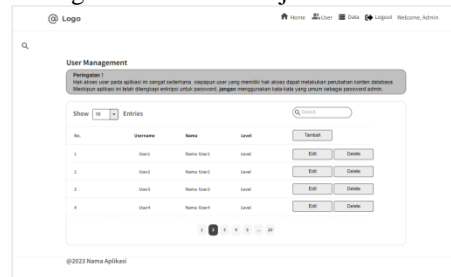 @ Logo
Home User Data Logout Welcome, Admin
User Management
Peringatan !
Hak akses user pada aplikasi ini sangat sederhana, siapapun user yang memiliki hak akses dapat melakukan perubahan konten database.
Meskipun aplikasi ini telah dilengkapi enkripsi untuk password, jangan menggunakan kata-kata yang umum sebagai password admin
Show 10 Entries Search
No. Username Nama Level Tambah
1 User1 Nama User1 Level Edit Delete
2 User2 Nama User2 Level Edit Delete
3 User3 Nama User3 Level Edit Delete
4 User4 Nama User4 Level Edit Delete
1 2 3 4 5 ... 20
@2023 Nama Aplikasi